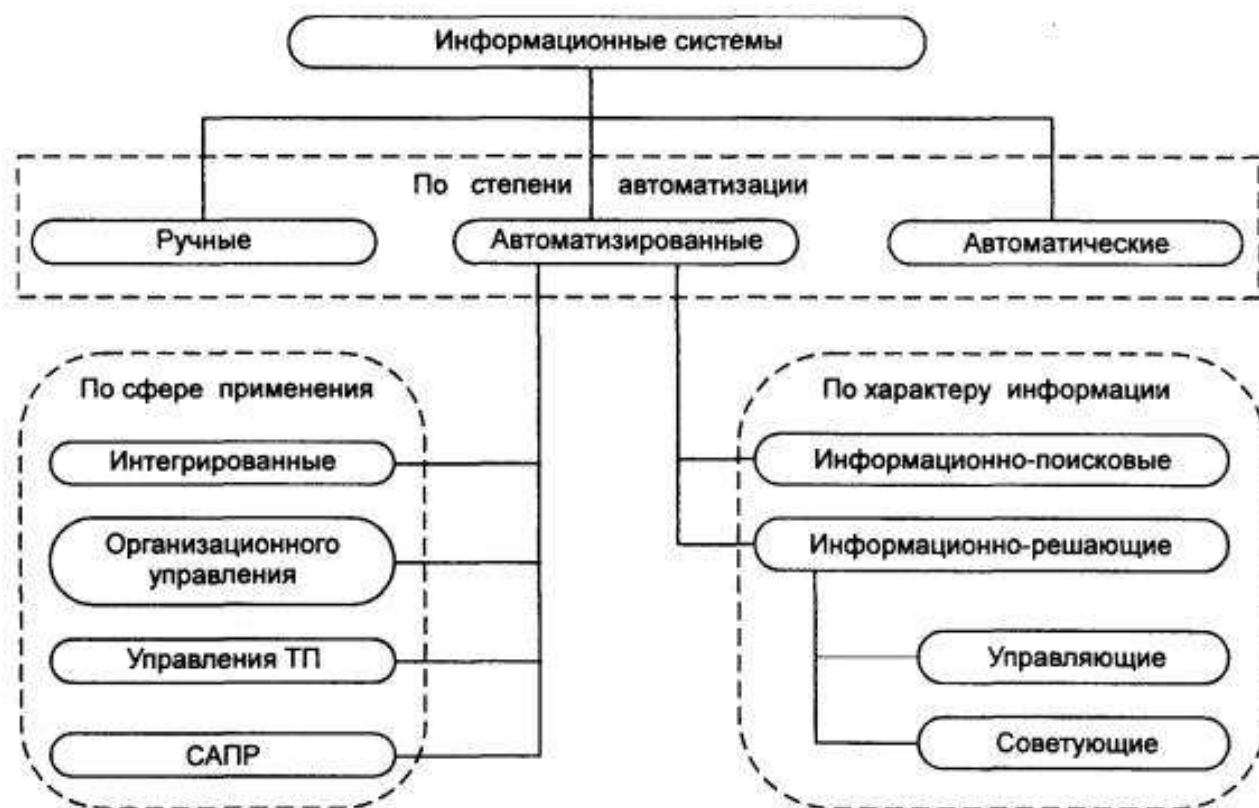 Информационные системы
По степени автоматизации
Ручные
Автоматизированные
Автоматические
По сфере применения
Интегрированные
Организационного
управления
Управления ТП
САПР
По характеру информации
Информационно-поисковые
Информационно-решающие
Управляющие
Советующие